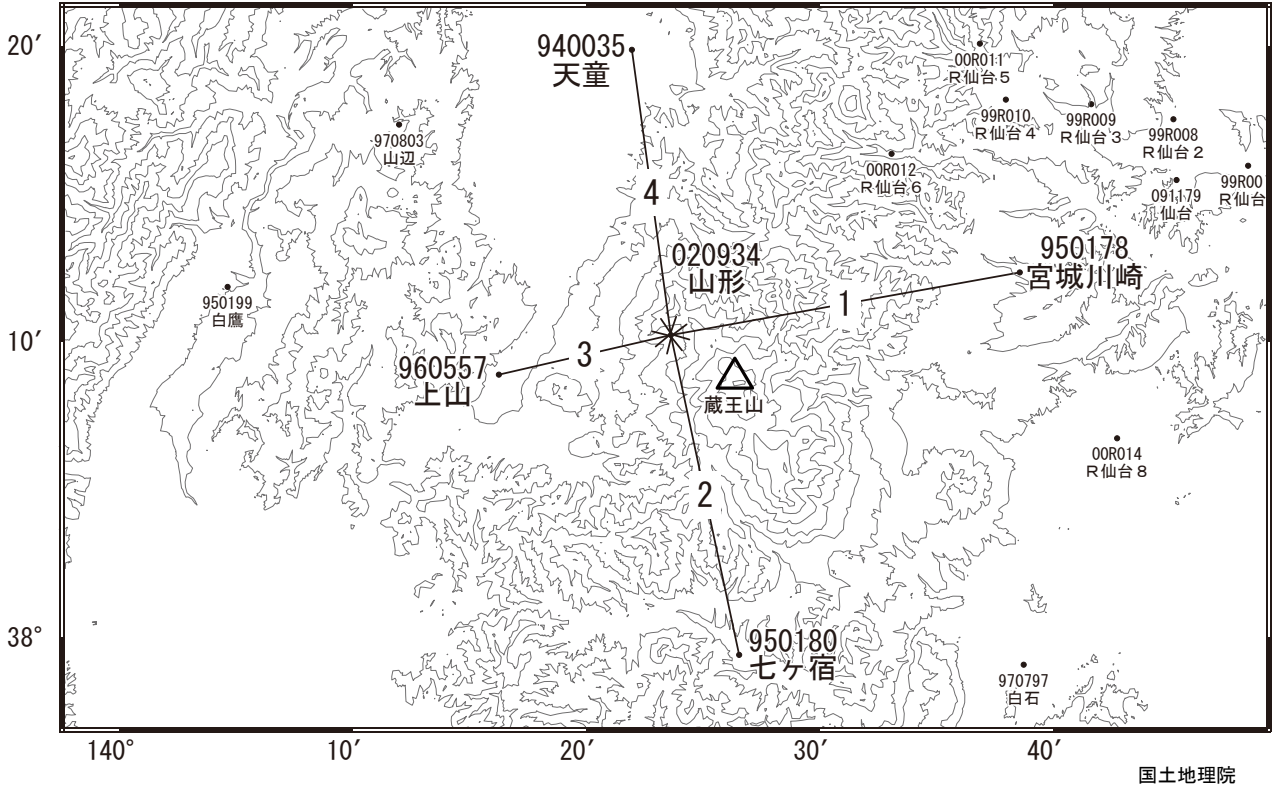 20′
940035
天童
00R011
R仙台5
970803
山辺
99R010
R仙台4
99R009
R仙台3
99R008
R仙台2
00R012
R仙台6
99R00
R仙台
091179
仙台
4
020934
山形
950178
宮城川崎
950199
白鷹
1
10′
3
960557
上山
蔵王山
00R014
R仙台8
2
38°
950180
七ヶ宿
970797
白石
140°
10′
20′
30′
40′
国土地理院